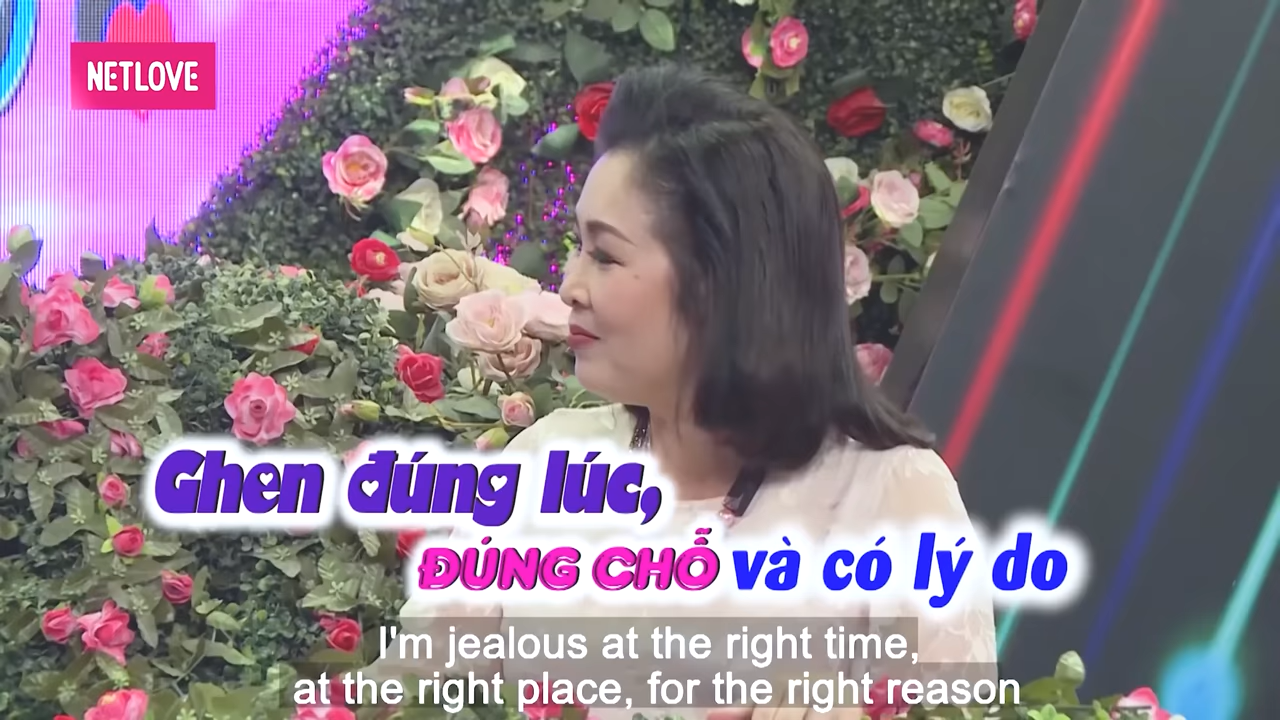 NETLOVE
Ghen đúng lúc,
ĐÚNG CHỖ và có lý do
I'm jealous at the right time,
at the right place, for the right reason